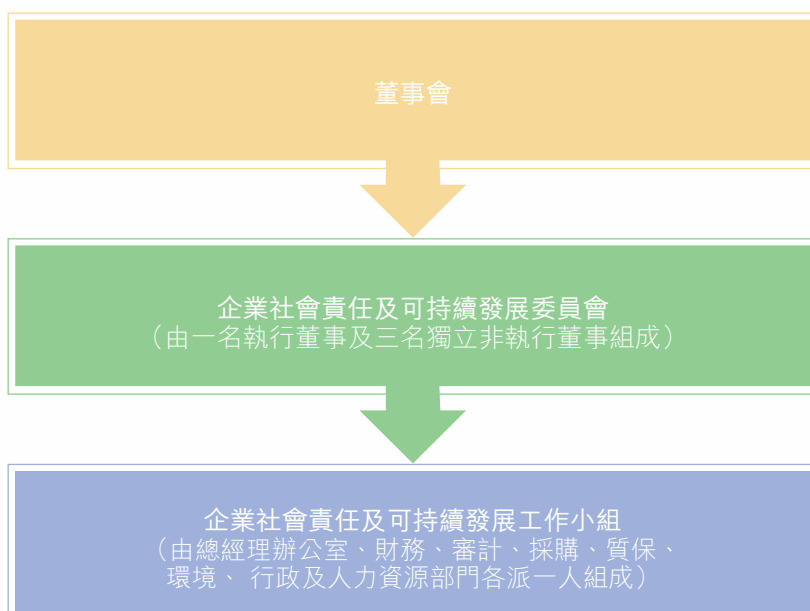 董事會
企業社會責任及可持續發展委員會
（由一名執行董事及三名獨立非執行董事組成）
企業社會責任及可持續發展工作小組
（由總經理辦公室、財務、審計、採購、質保、
環境、 行政及人力資源部門各派一人組成）